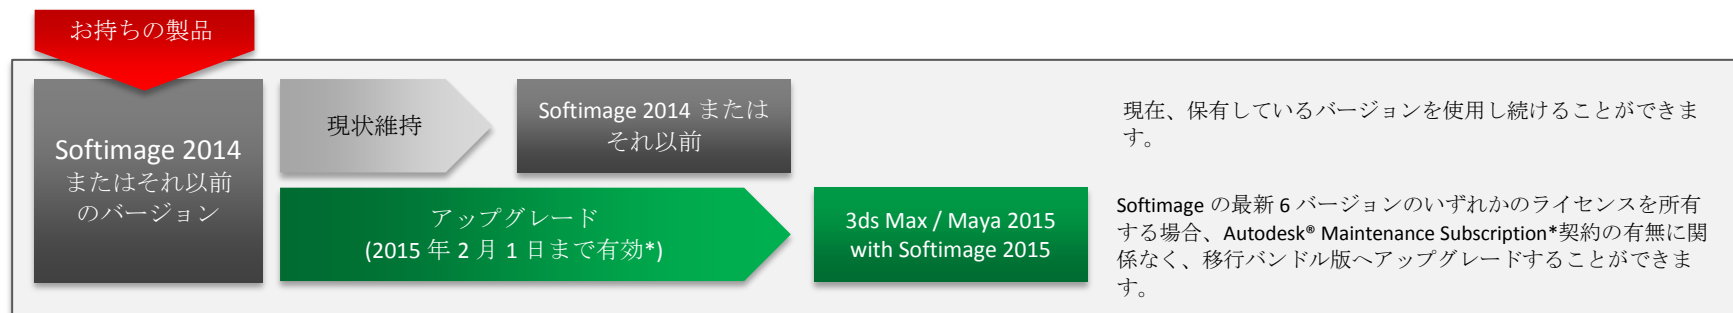 お持ちの製品
Softimage 2014
またはそれ以前
のバージョン
現状維持
Softimage 2014 または
それ以前
現在、保有しているバージョンを使用し続けることができま
す。
アップグレード
(2015 年 2 月 1 日まで有効*)
3ds Max / Maya 2015
with Softimage 2015
Softimage の最新 6 バージョンのいずれかのライセンスを所有
する場合、Autodesk® Maintenance Subscription*契約の有無に関
係なく、移行バンドル版へアップグレードすることができま
す。